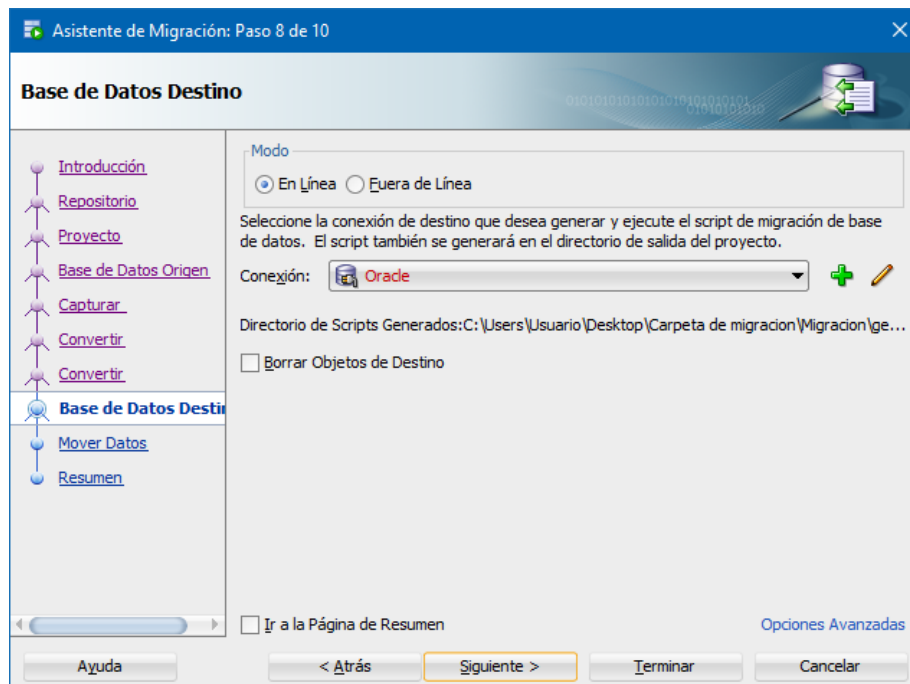 Asistente de Migración: Paso 8 de 10
Base de Datos Destino
Introducción
Repositorio
Proyecto
Base de Datos Origen
Capturar
Convertir
Convertir
Base de Datos Destin
Mover Datos
Resumen
Modo
En Línea Fuera de Línea
Seleccione la conexión de destino que desea generar y ejecute el script de migración de base
de datos. El script también se generará en el directorio de salida del proyecto.
Conexión: Oracle
Directorio de Scripts Generados:C:\Users\Usuario\Desktop\Carpeta de migracion\Migracion\ge...
Borrar Objetos de Destino
Ir a la Página de Resumen
Opciones Avanzadas
Ayuda
< Atrás
Siguiente >
Terminar
Cancelar